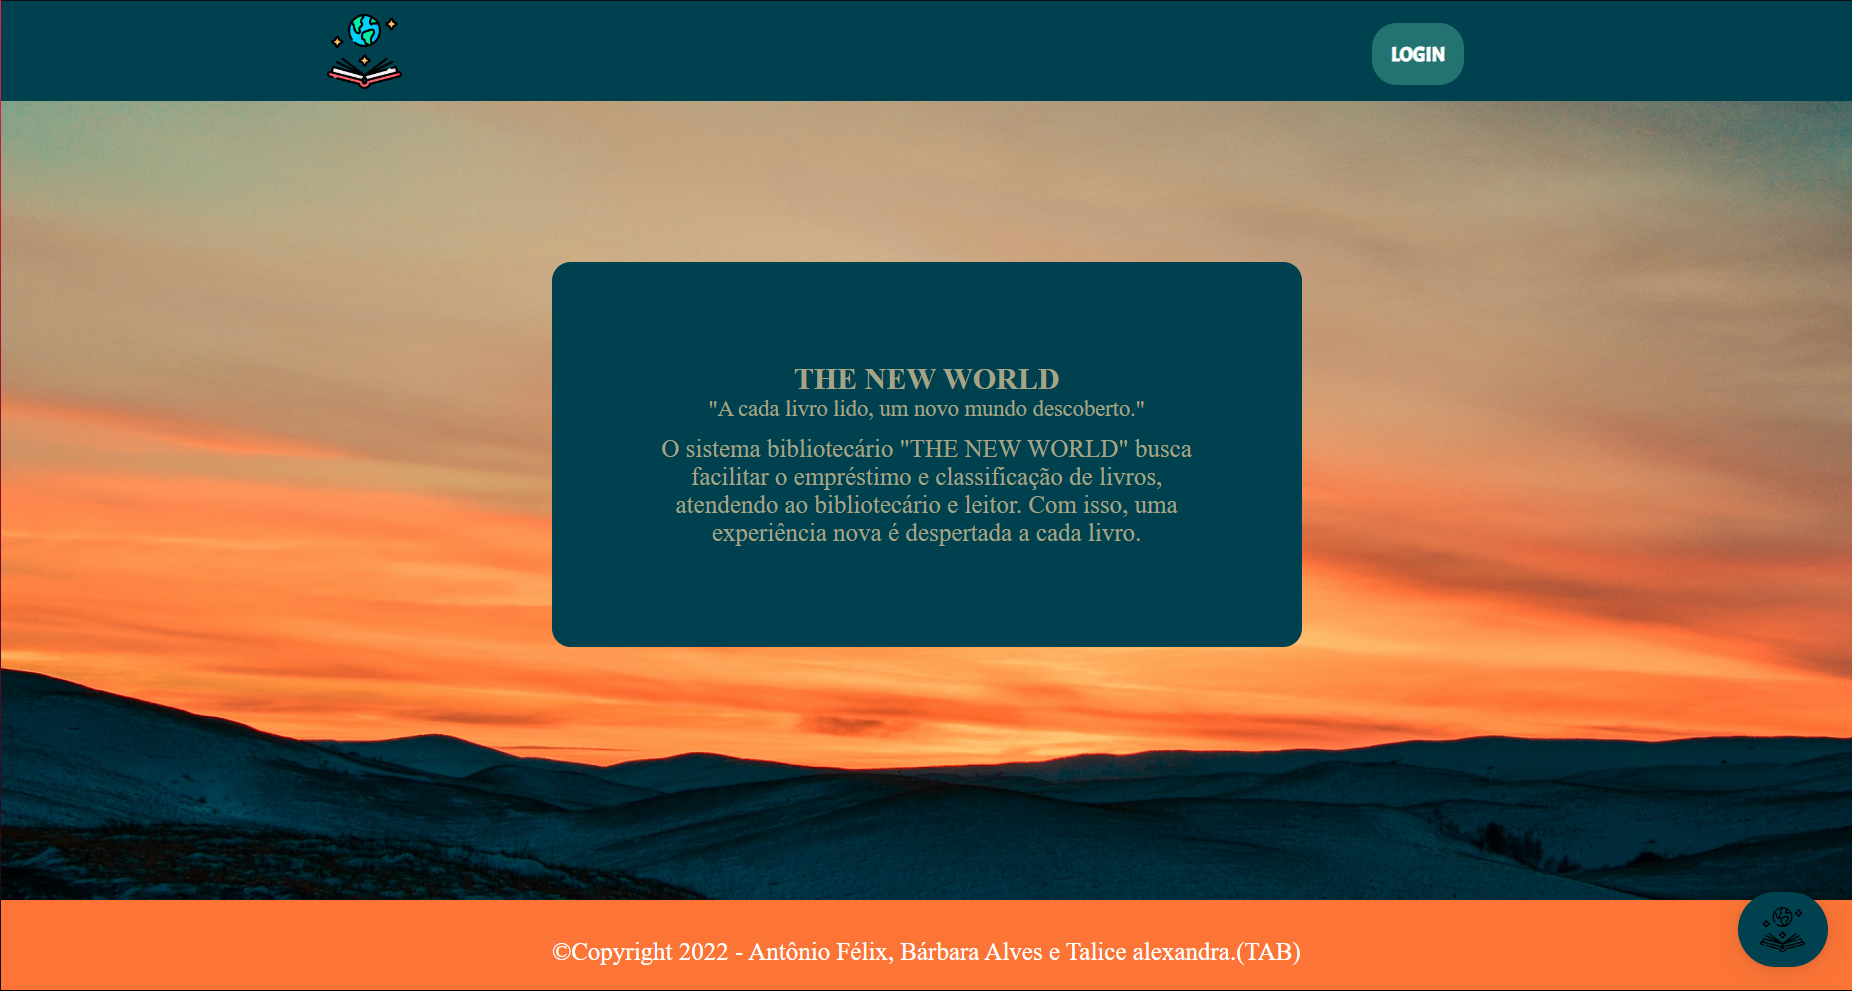 LOGIN
THE NEW WORLD
"A cada livro lido, um novo mundo descoberto."
O sistema bibliotecário "THE NEW WORLD" busca
facilitar o empréstimo e classificação de livros,
atendendo ao bibliotecário e leitor. Com isso, uma
experiência nova é despertada a cada livro.
©Copyright 2022 - Antônio Félix, Bárbara Alves e Talice alexandra.(TAB)